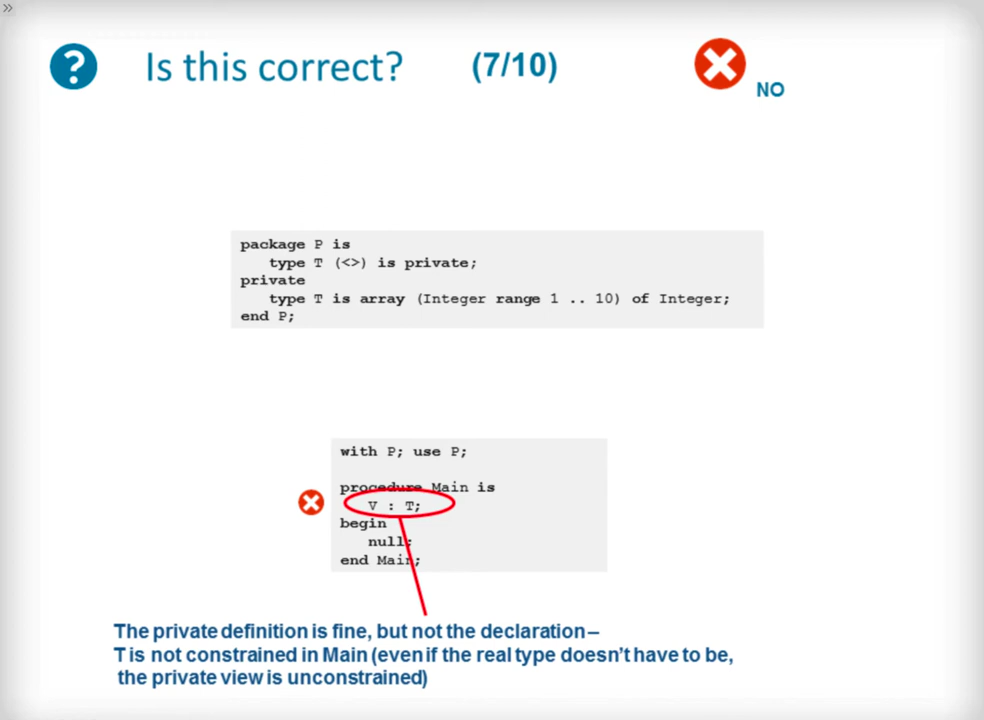 »
? Is this correct? (7/10)
NO
package P is
type T (<>) is private;
private
type T is array (Integer range 1 .. 10) of Integer;
end P;
with P; use P;
procedure Main is
V : T;
begin
null;
end Main;
The private definition is fine, but not the declaration –
T is not constrained in Main (even if the real type doesn't have to be,
the private view is unconstrained)